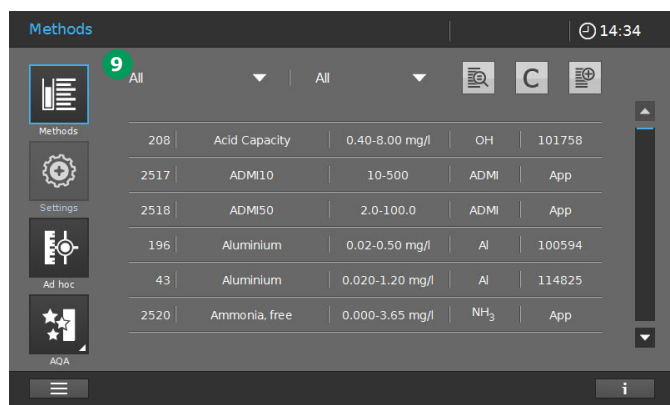 Methods 14:34
9
All All C
Methods
208 Acid Capacity 0.40-8.00 mg/l OH 101758
2517 ADMI10 10-500 ADMI App
Settings
2518 ADMI50 2.0-100.0 ADMI App
196 Aluminium 0.02-0.50 mg/l Al 100594
Ad hoc
43 Aluminium 0.020-1.20 mg/l Al 114825
2520 Ammonia, free 0.000-3.65 mg/l NH₃ App
AQA
i